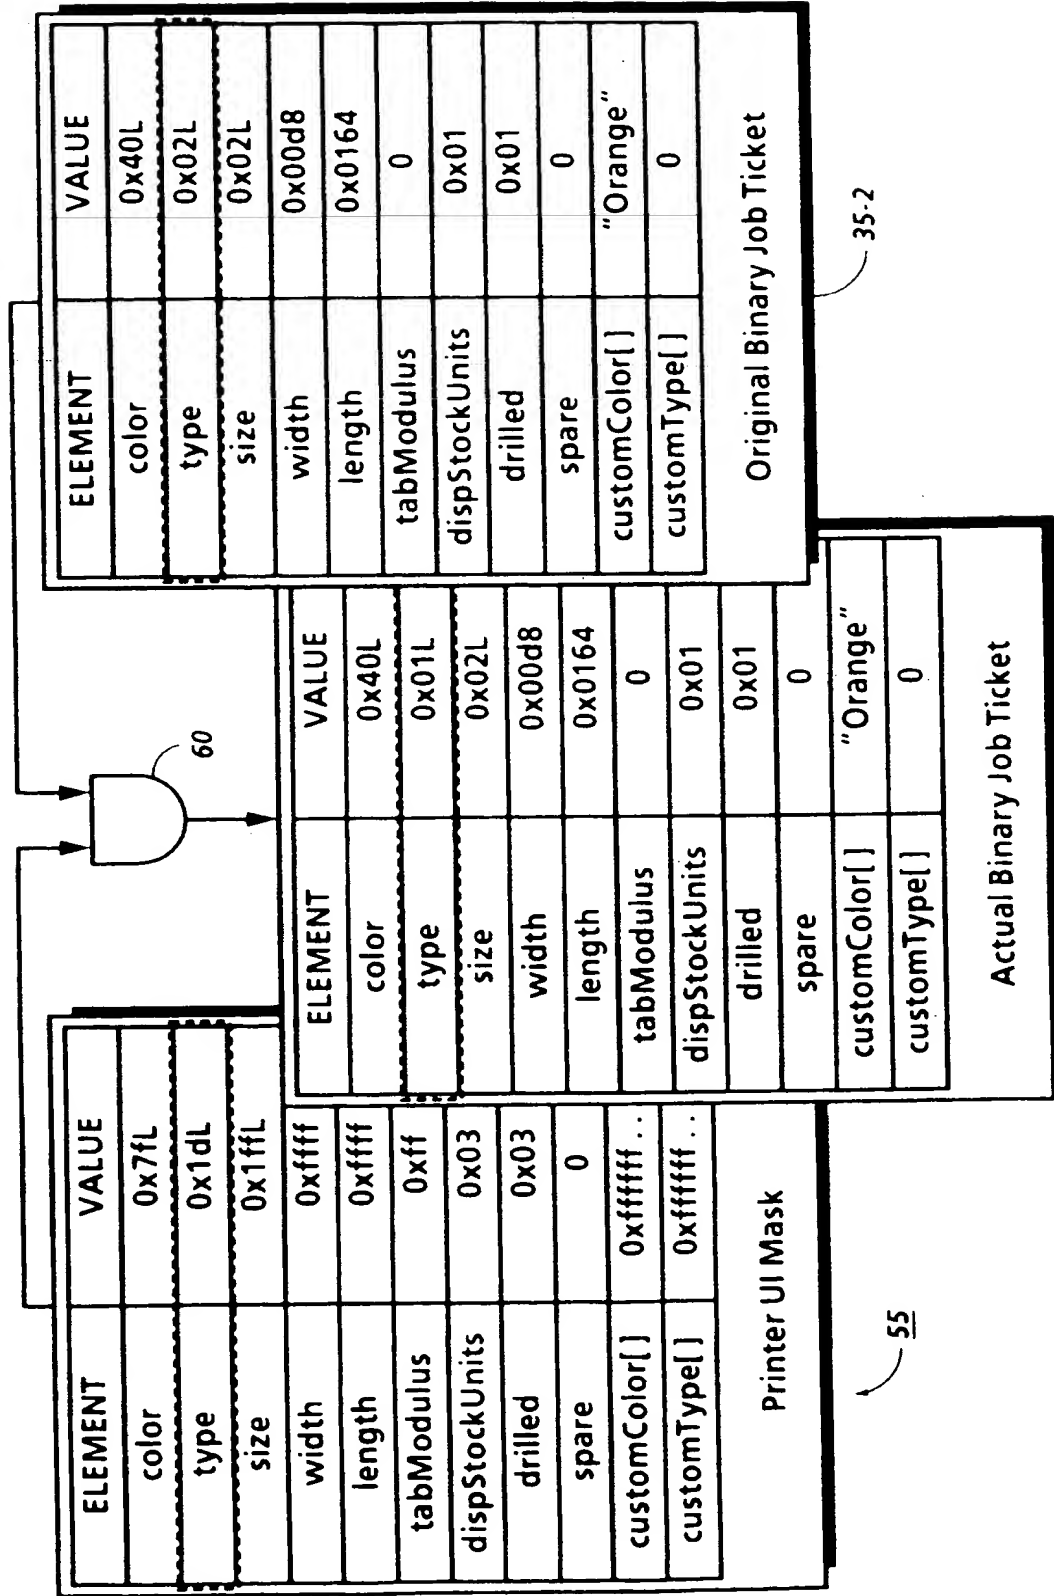 ELEMENT VALUE
color 0x7fL
type 0x1dL
size 0x1ffL
width 0xffff
length 0xffff
tabModulus 0xff
dispStockUnits 0x03
drilled 0x03
spare 0
customColor[] 0xffffff..
customType[] 0xffffff..
Printer UI Mask
55
60
ELEMENT VALUE
color 0x40L
type 0x01L
size 0x02L
width 0x00d8
length 0x0164
tabModulus 0
dispStockUnits 0x01
drilled 0x01
spare 0
customColor[] "Orange"
customType[] 0
Actual Binary Job Ticket
ELEMENT VALUE
color 0x40L
type 0x02L
size 0x02L
width 0x00d8
length 0x0164
tabModulus 0
dispStockUnits 0x01
drilled 0x01
spare 0
customColor[] "Orange"
customType[] 0
Original Binary Job Ticket
35-2